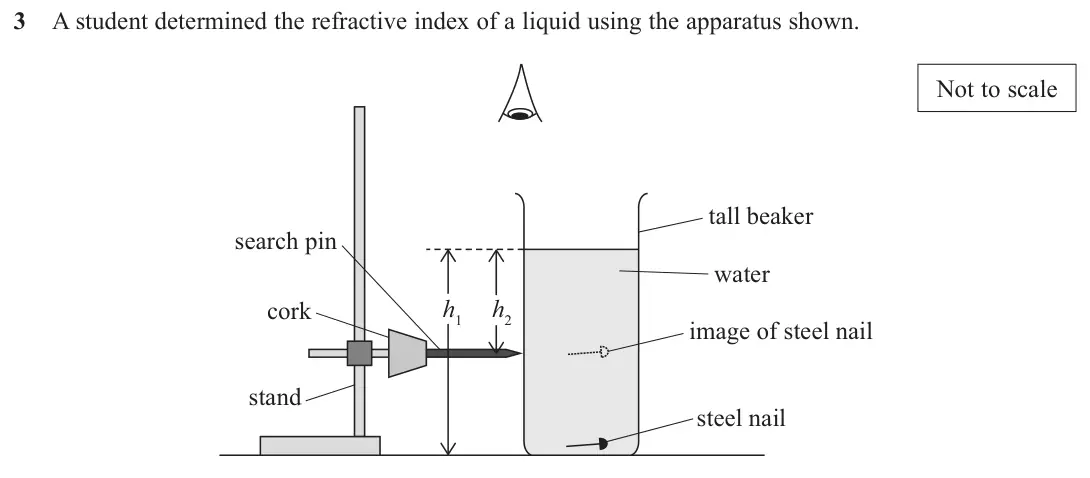 3 A student determined the refractive index of a liquid using the apparatus shown.
Not to scale
tall beaker
search pin
water
cork
h₁
h₂
image of steel nail
stand
steel nail